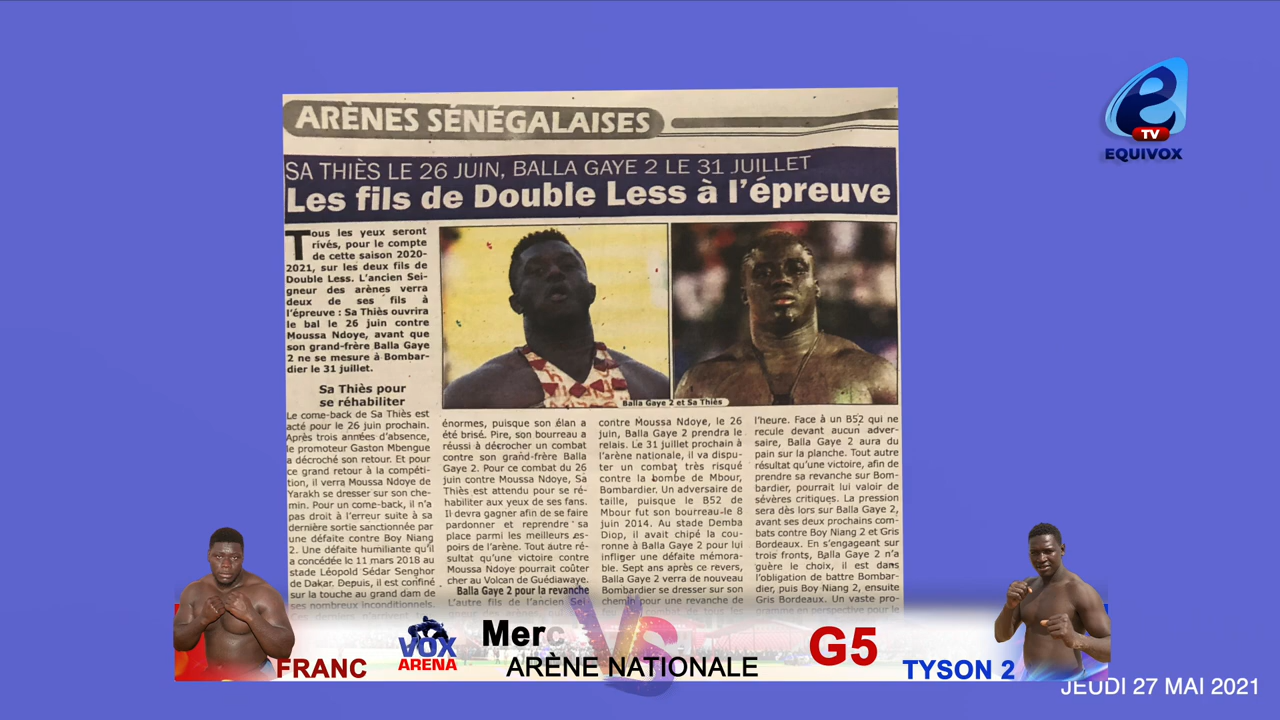 ARÈNES SÉNÉGALAISES
SA THIÈS LE 26 JUIN, BALLA GAYE 2 LE 31 JUILLET
Les fils de Double Less à l'épreuve
Tous les yeux seront
rivés, pour le compte
de cette saison 2020-
2021, sur les deux fils de
Double Less. L'ancien Sei-
gneur des arènes verra
deux de ses fils à
l'épreuve : Sa Thiès ouvrira
le bal le 26 juin contre
Moussa Ndoye, avant que
son grand-frère Balla Gaye
2 ne se mesure à Bombar-
dier le 31 juillet.
Sa Thiès pour
se réhabiliter
Le come-back de Sa Thiès est
acté pour le 26 juin prochain.
Après trois années d'absence,
le promoteur Gaston Mbengue
a décroché son retour. Et pour
ce grand retour à la compéti-
tion, il verra Moussa Ndoye de
Yarakh se dresser sur son che-
min. Pour un come-back, il n'a
pas droit à l'erreur suite à sa
dernière sortie sanctionnée par
une défaite contre Boy Niang
2. Une défaite humiliante qu'il
a concédée le 11 mars 2018 au
stade Léopold Sédar Senghor
de Dakar. Depuis, il est confiné
sur la touche au grand dam de
ses nombreux inconditionnels.
Balla Gaye 2 et Sa Thiès
énormes, puisque son élan a
été brisé. Pire, son bourreau a
réussi à décrocher un combat
contre son grand-frère Balla
Gaye 2. Pour ce combat du 26
juin contre Moussa Ndoye, Sa
Thiès est attendu pour se ré-
habiliter aux yeux de ses fans.
Il devra gagner afin de se faire
pardonner et reprendre sa
place parmi les meilleurs es-
poirs de l'arène. Tout autre ré-
sultat qu'une victoire contre
Moussa Ndoye pourrait coûter
cher au Volcan de Guédiawaye.
Balla Gaye 2 pour la revanche
L'autre fils de l'ancien Sei-
contre Moussa Ndoye, le 26
juin, Balla Gaye 2 prendra le
relais. Le 31 juillet prochain à
l'arène nationale, il va dispu-
ter un combat très risqué
contre la bombe de Mbour,
Bombardier. Un adversaire de
taille, puisque le B52 de
Mbour fut son bourreau le 8
juin 2014. Au stade Demba
Diop, il avait chipé la cou-
ronne à Balla Gaye 2 pour lui
infliger une défaite mémora-
ble. Sept ans après ce revers,
Balla Gaye 2 verra de nouveau
Bombardier se dresser sur son
chemin pour une revanche de
l'heure. Face à un B52 qui ne
recule devant aucun adver-
saire, Balla Gaye 2 aura du
pain sur la planche. Tout autre
résultat qu'une victoire, afin de
prendre sa revanche sur Bom-
bardier, pourrait lui valoir de
sévères critiques. La pression
sera dès lors sur Balla Gaye 2,
avant ses deux prochains com-
bats contre Boy Niang 2 et Gris
Bordeaux. En s'engageant sur
trois fronts, Balla Gaye 2 n'a
guère le choix, il est dans
l'obligation de battre Bombar-
dier, puis Boy Niang 2, ensuite
Gris Bordeaux. Un vaste pro-
gramme en perspective pour le
e
TV
EQUIVOX
FRANC
VOX
ARENA
Merc
VS
ARÈNE NATIONALE
G5
TYSON 2
JEUDI 27 MAI 2021